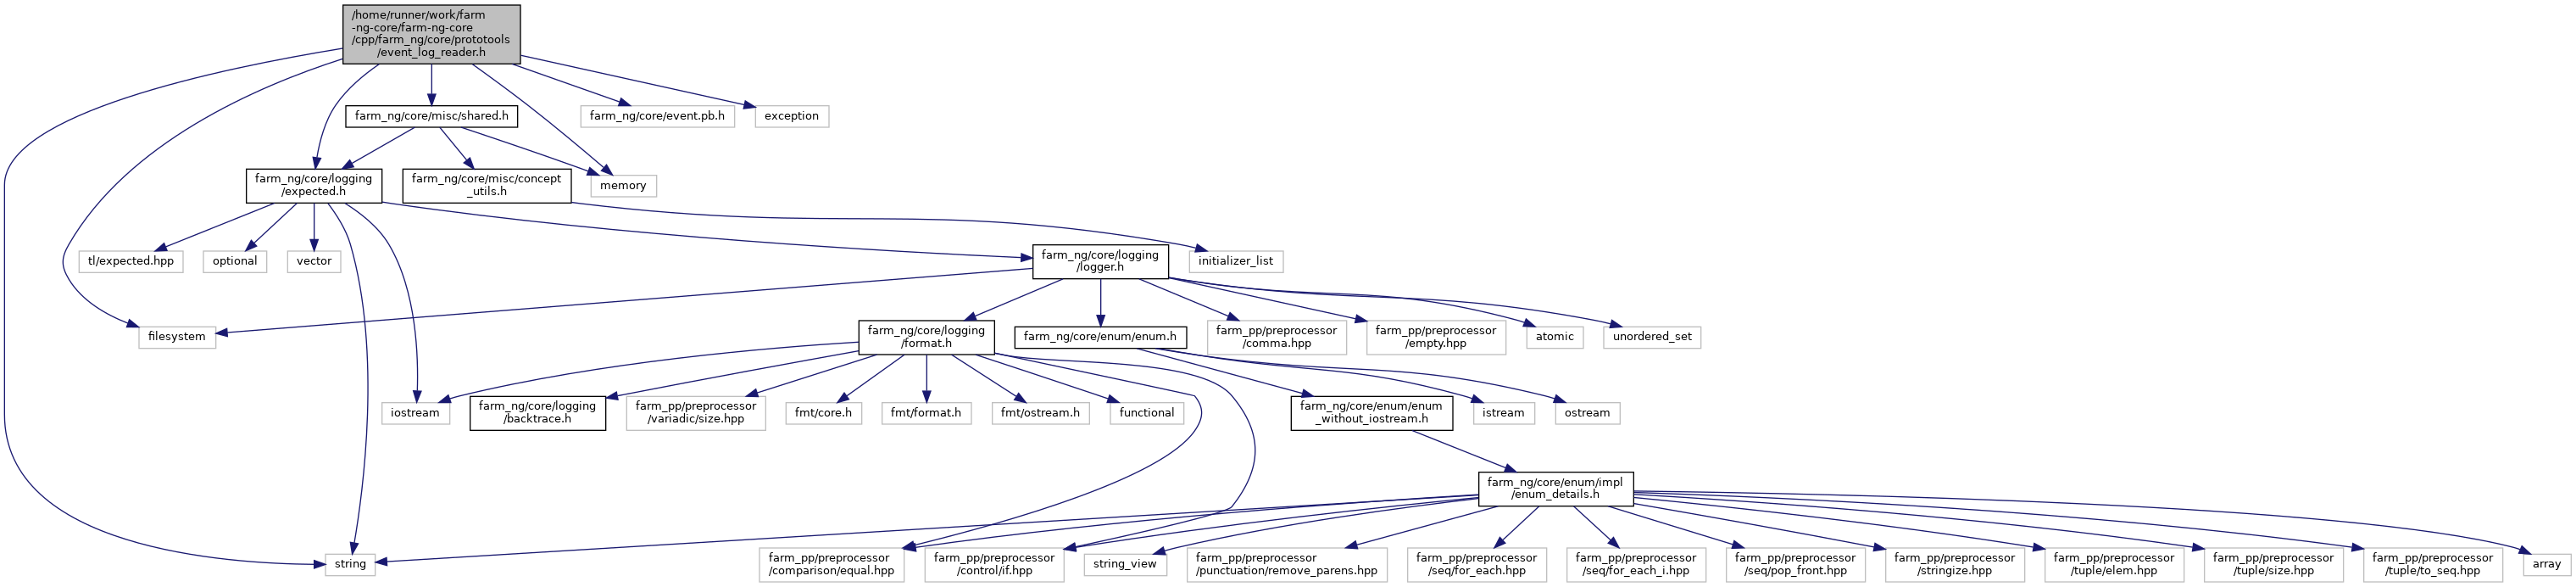 /home/runner/work/farm
-ng-core/farm-ng-core
/cpp/farm_ng/core/prototools
/event_log_reader.h
farm_ng/core/misc/shared.h
farm_ng/core/event.pb.h
exception
farm_ng/core/logging
/expected.h
farm_ng/core/misc/concept
_utils.h
memory
tl/expected.hpp
optional
vector
farm_ng/core/logging
/logger.h
initializer_list
filesystem
farm_ng/core/logging
/format.h
farm_ng/core/enum/enum.h
farm_pp/preprocessor
/comma.hpp
farm_pp/preprocessor
/empty.hpp
atomic
unordered_set
iostream
farm_ng/core/logging
/backtrace.h
farm_pp/preprocessor
/variadic/size.hpp
fmt/core.h
fmt/format.h
fmt/ostream.h
functional
farm_ng/core/enum/enum
_without_iostream.h
istream
ostream
farm_ng/core/enum/impl
/enum_details.h
string
farm_pp/preprocessor
/comparison/equal.hpp
farm_pp/preprocessor
/control/if.hpp
string_view
farm_pp/preprocessor
/punctuation/remove_parens.hpp
farm_pp/preprocessor
/seq/for_each.hpp
farm_pp/preprocessor
/seq/for_each_i.hpp
farm_pp/preprocessor
/seq/pop_front.hpp
farm_pp/preprocessor
/stringize.hpp
farm_pp/preprocessor
/tuple/elem.hpp
farm_pp/preprocessor
/tuple/size.hpp
farm_pp/preprocessor
/tuple/to_seq.hpp
array